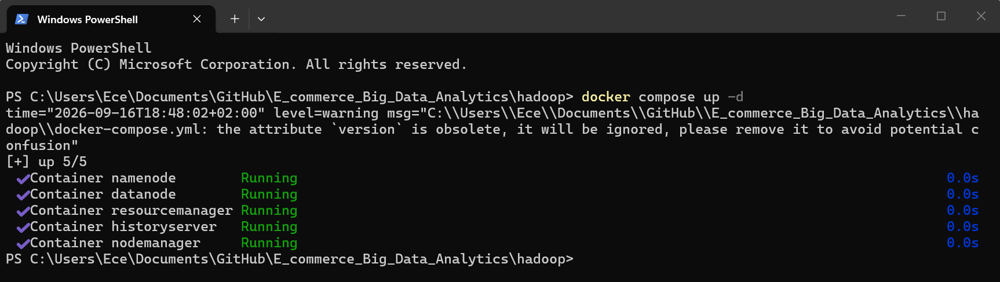 Windows PowerShell
Windows PowerShell
Copyright (C) Microsoft Corporation. All rights reserved.
PS C:\Users\Ece\Documents\GitHub\E_commerce_Big_Data_Analytics\hadoop> docker compose up -d
time="2026-09-16T18:48:02+02:00" level=warning msg="C:\\Users\\Ece\\Documents\\GitHub\\E_commerce_Big_Data_Analytics\\ha
doop\\docker-compose.yml: the attribute `version` is obsolete, it will be ignored, please remove it to avoid potential c
onfusion"
[+] up 5/5
✔Container namenode Running 0.0s
✔Container datanode Running 0.0s
✔Container resourcemanager Running 0.0s
✔Container historyserver Running 0.0s
✔Container nodemanager Running 0.0s
PS C:\Users\Ece\Documents\GitHub\E_commerce_Big_Data_Analytics\hadoop>